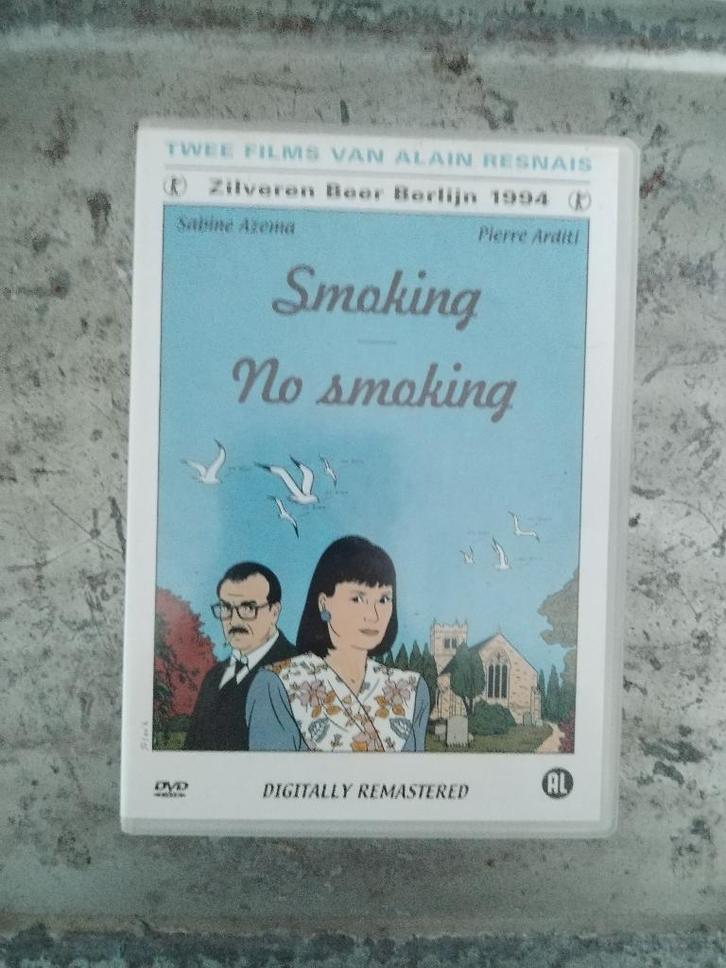 TWEE FILMS VAN ALAIN RESNAIS
Zilveren Beer Berlijn 1994
Sabine Azema
Pierre Arditi
Smoking
No smoking
DVD
DIGITALLY REMASTERED
AL